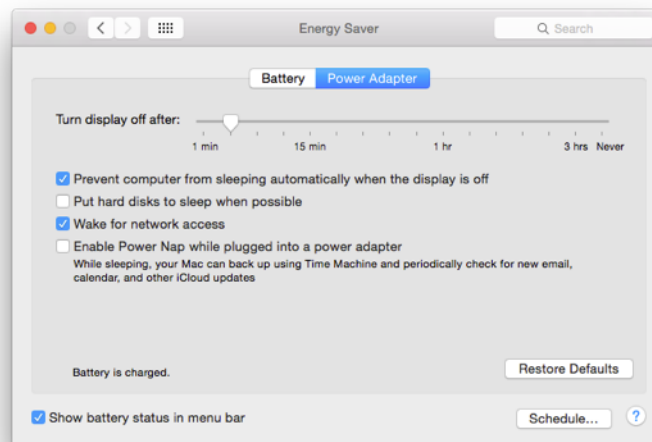 Energy Saver
Search
Battery
Power Adapter
Turn display off after:
1 min
15 min
1 hr
3 hrs
Never
Prevent computer from sleeping automatically when the display is off
Put hard disks to sleep when possible
Wake for network access
Enable Power Nap while plugged into a power adapter
While sleeping, your Mac can back up using Time Machine and periodically check for new email,
calendar, and other iCloud updates
Battery is charged.
Restore Defaults
Show battery status in menu bar
Schedule...
?